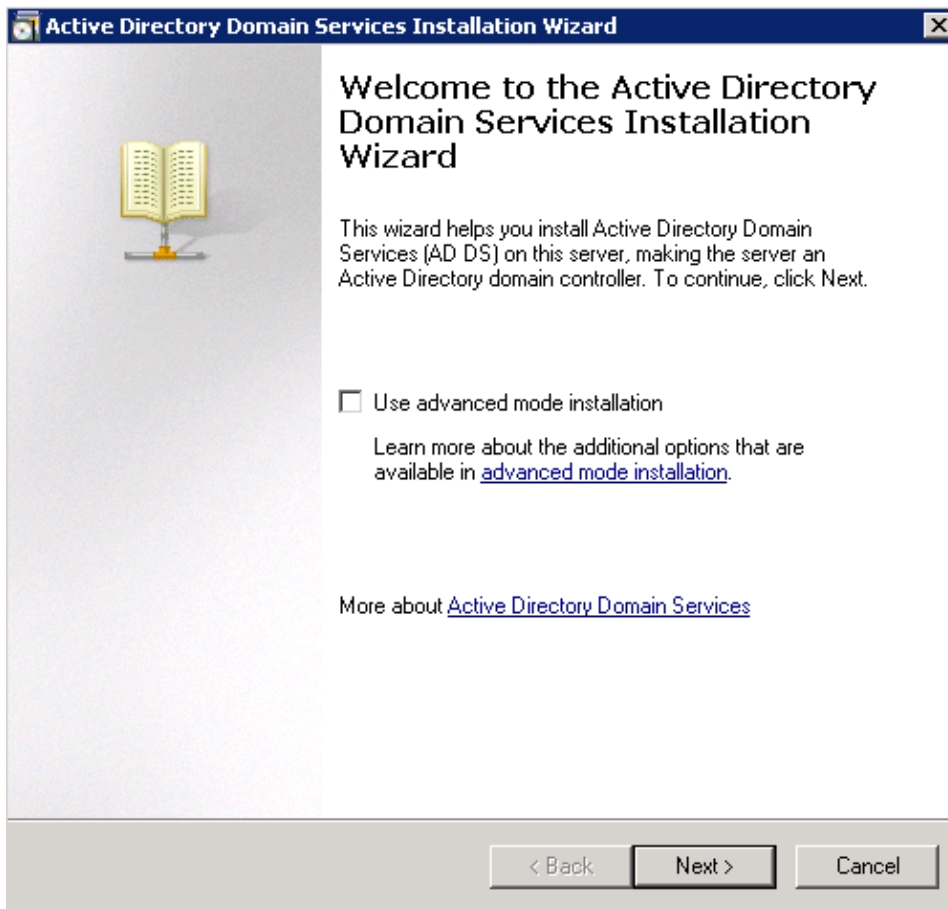 Active Directory Domain Services Installation Wizard
Welcome to the Active Directory
Domain Services Installation
Wizard
This wizard helps you install Active Directory Domain
Services (AD DS) on this server, making the server an
Active Directory domain controller. To continue, click Next.
Use advanced mode installation
Learn more about the additional options that are
available in advanced mode installation.
More about Active Directory Domain Services
< Back
Next >
Cancel